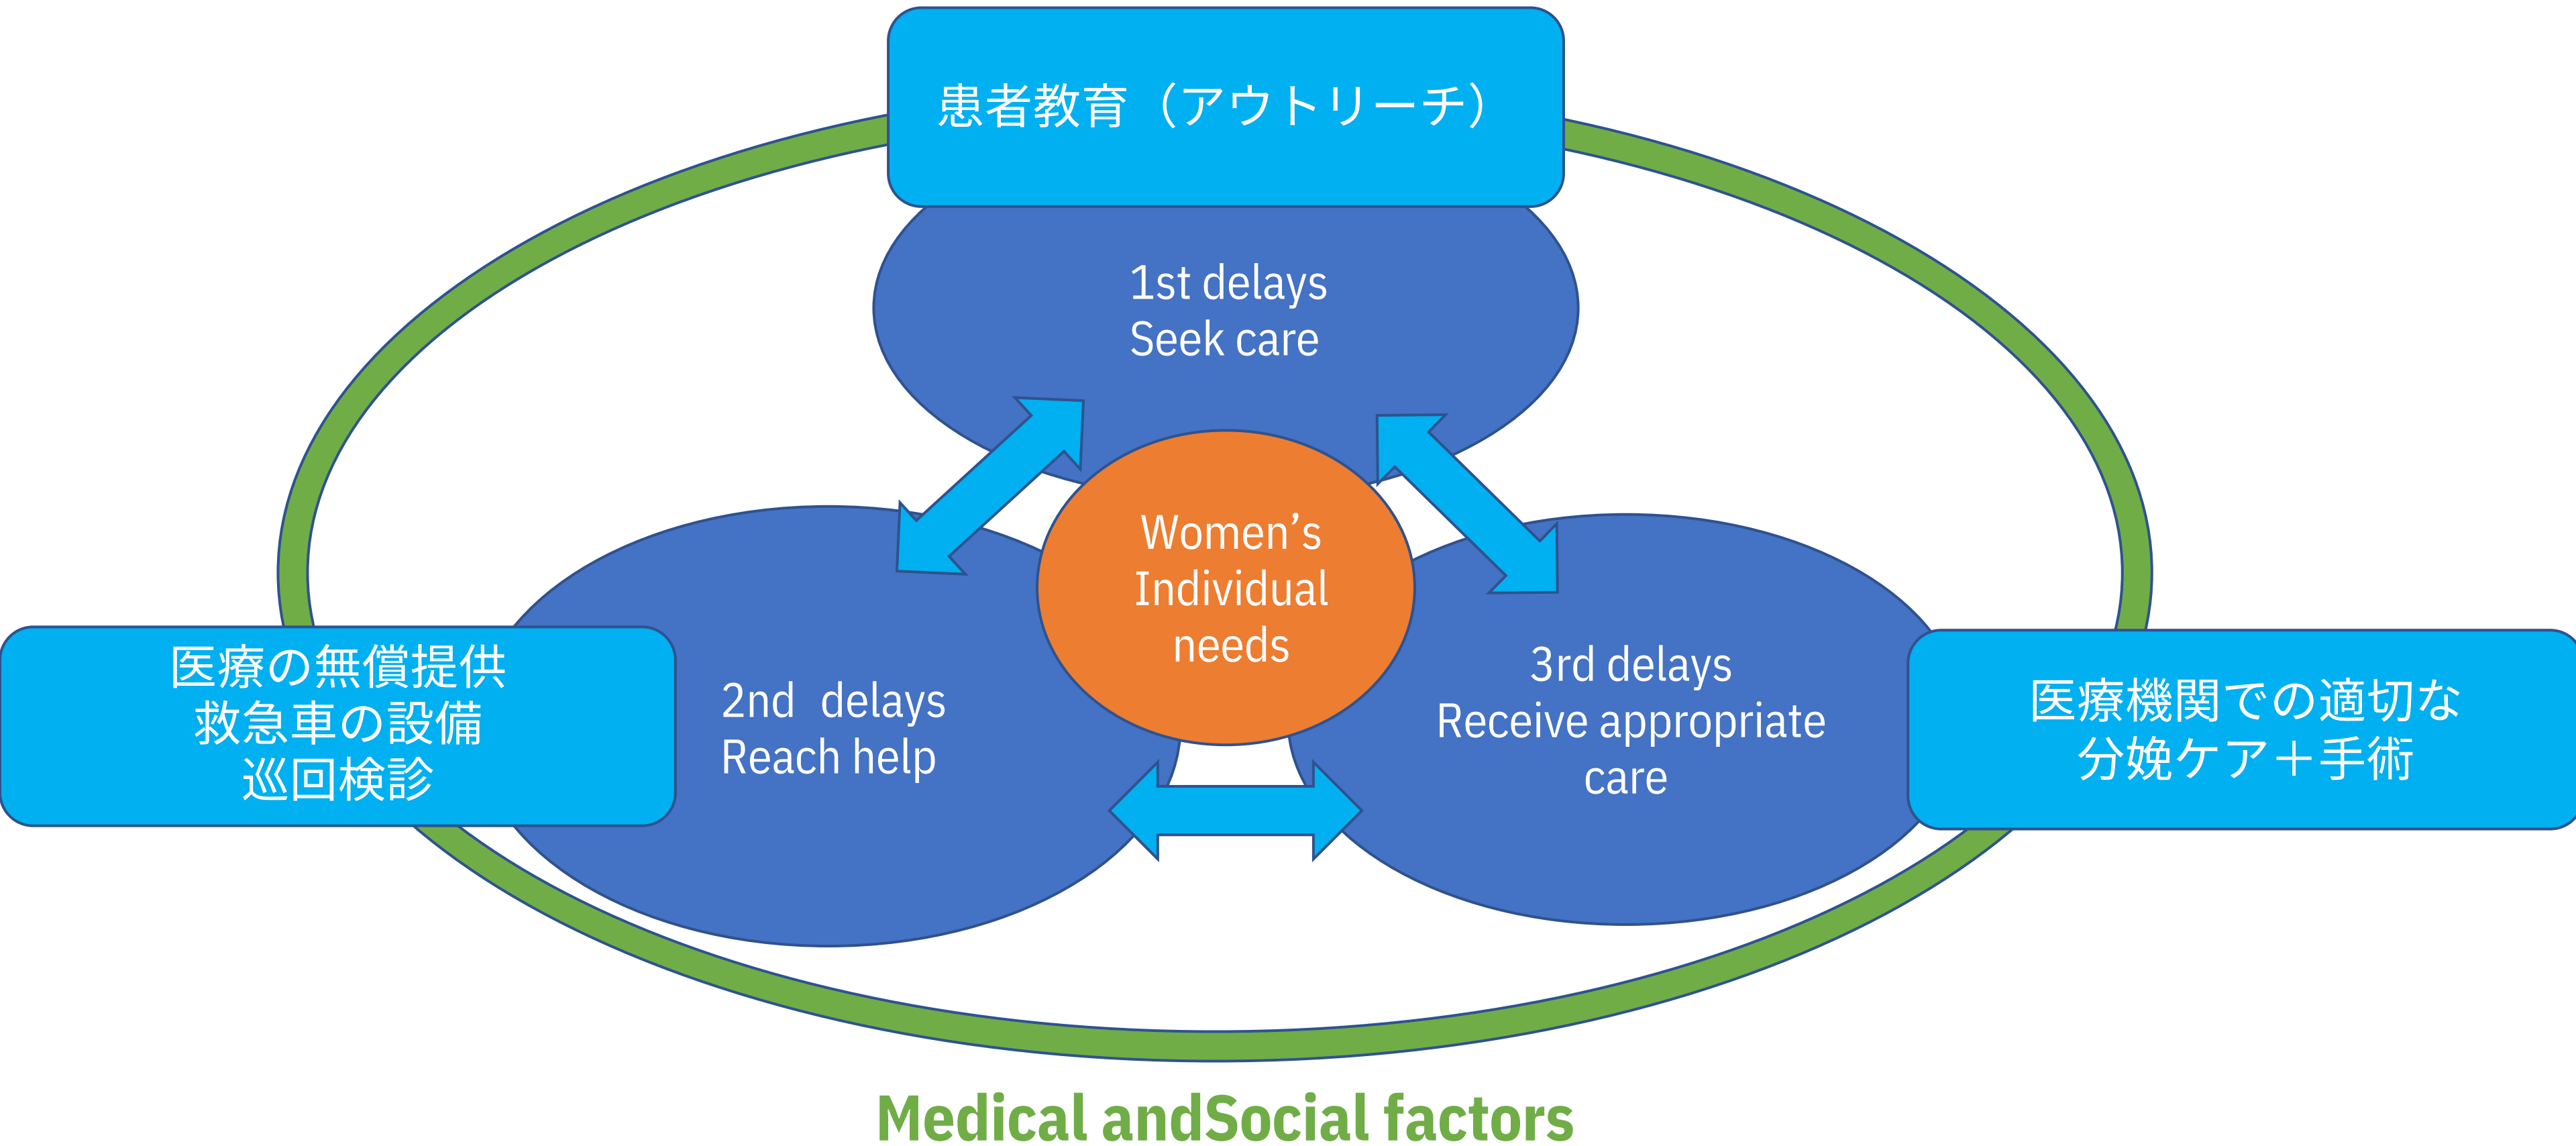 患者教育（アウトリーチ）
1st delays
Seek care
Women’s
Individual
needs
医療の無償提供
救急車の設備
巡回検診
2nd  delays
Reach help
3rd delays
Receive appropriate
care
医療機関での適切な
分娩ケア＋手術
Medical andSocial factors